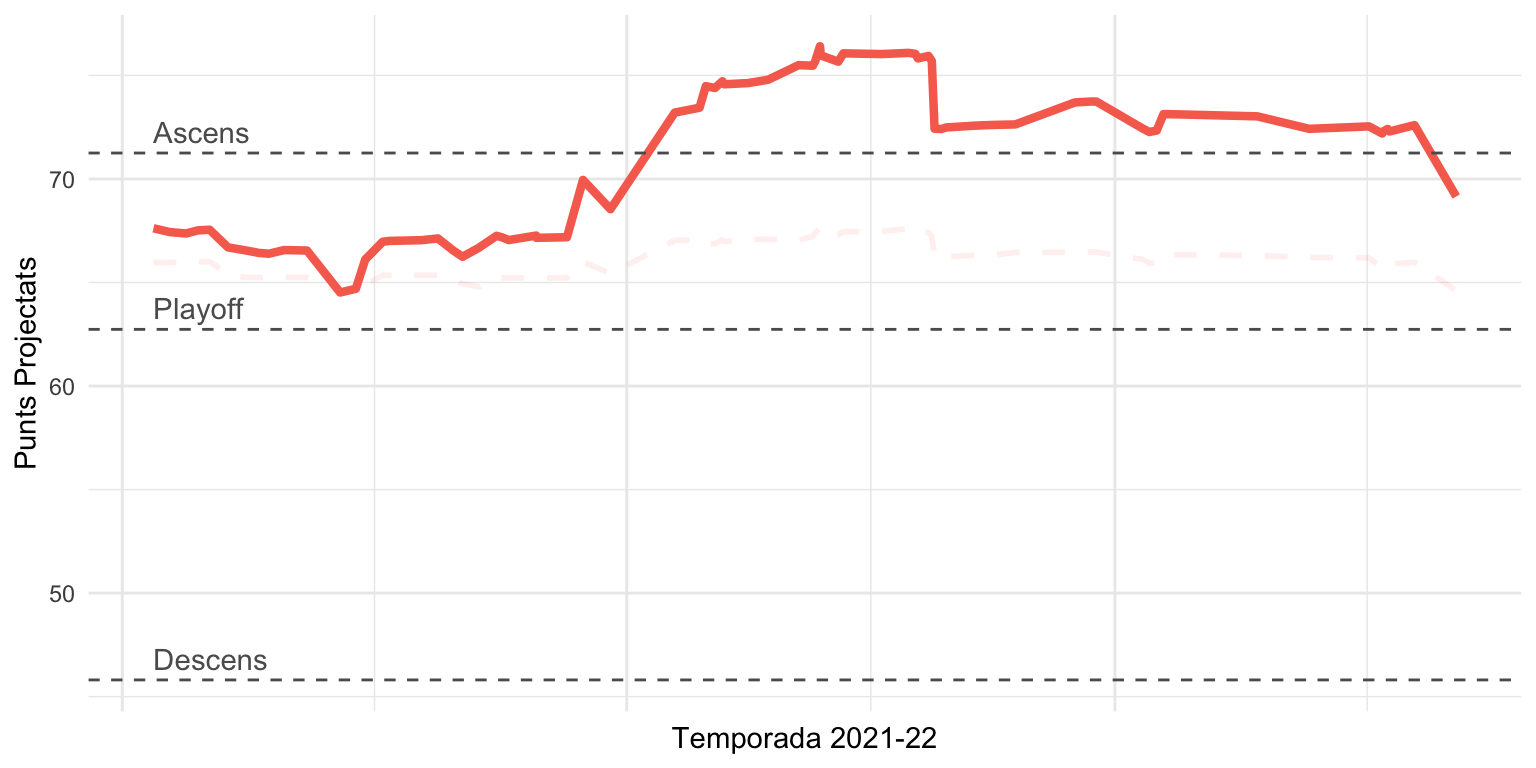 Ascens
70
Playoff
60
50
Descens
Punts Projectats
Temporada 2021-22